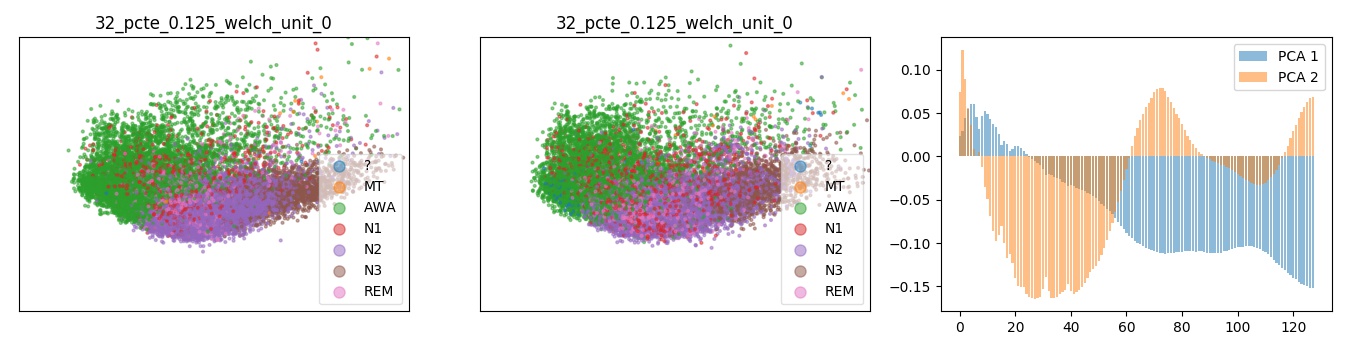 32_pcte_0.125_welch_unit_0
?
MT
AWA
N1
N2
N3
REM
32_pcte_0.125_welch_unit_0
?
MT
AWA
N1
N2
N3
REM
PCA 1
PCA 2
0.10
0.05
0.00
−0.05
−0.10
−0.15
0 20 40 60 80 100 120